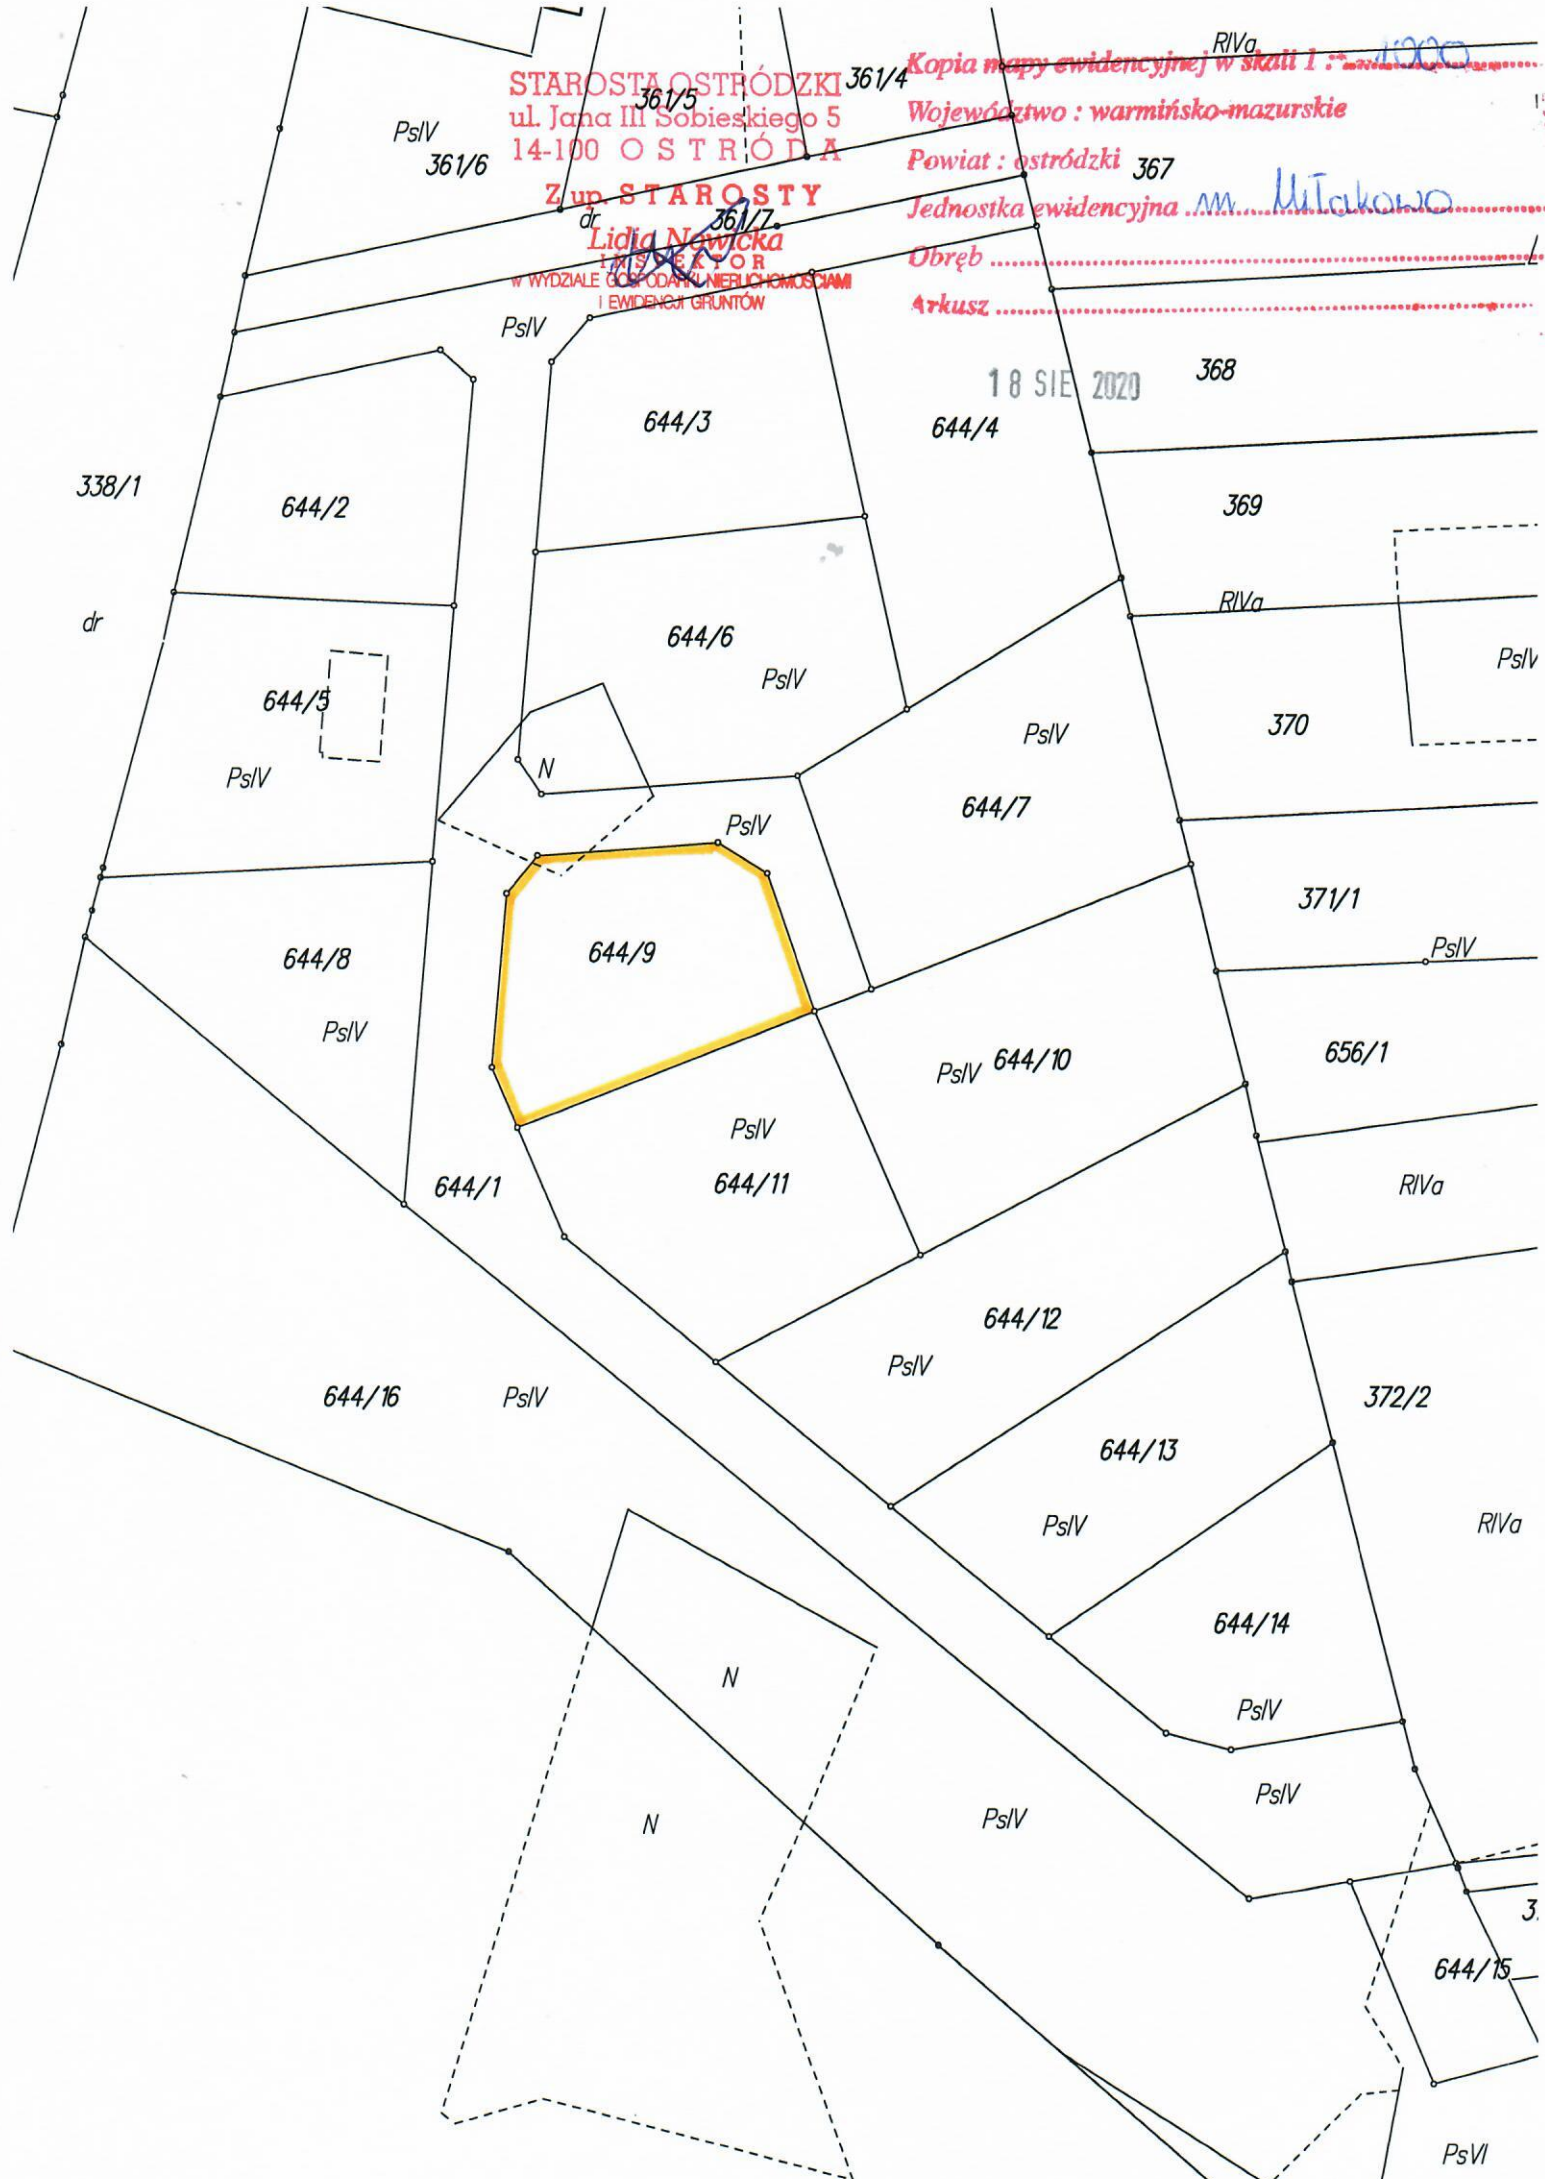 RIVa
Kopia mapy ewidencyjnej w skali 1 : 1000
STAROSTA OSTRÓDZKI
361/4
361/5
ul. Jana III Sobieskiego 5
Województwo : warmińsko-mazurskie
PsIV
14-100 OSTRÓDA
Powiat : ostródzki
361/6
367
Z up. STAROSTY
Jednostka ewidencyjna m. Miłakowo
dr
361/7
Lidia Nowicka
INSPEKTOR
Obręb
W WYDZIALE GOSPODARKI NIERUCHOMOŚCIAMI
I EWIDENCJI GRUNTÓW
Arkusz
PsIV
368
18 SIE 2020
644/3
644/4
338/1
644/2
369
RIVa
dr
644/6
PsIV
PsIV
644/5
370
PsIV
N
PsIV
644/7
PsIV
371/1
644/9
PsIV
644/8
PsIV
656/1
644/10
PsIV
PsIV
644/11
644/1
RIVa
644/12
PsIV
644/16
PsIV
372/2
644/13
PsIV
RIVa
644/14
N
PsIV
PsIV
PsIV
N
644/15
PsVI